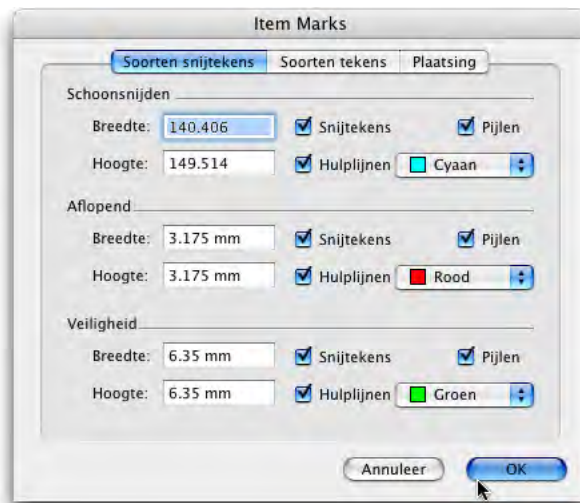 Item Marks
Soorten snijtekens Soorten tekens Plaatsing
Schoonsnijden
Breedte: 140.406 Snijtekens Pijlen
Hoogte: 149.514 Hulplijnen Cyaan
Aflopend
Breedte: 3.175 mm Snijtekens Pijlen
Hoogte: 3.175 mm Hulplijnen Rood
Veiligheid
Breedte: 6.35 mm Snijtekens Pijlen
Hoogte: 6.35 mm Hulplijnen Groen
Annuleer OK